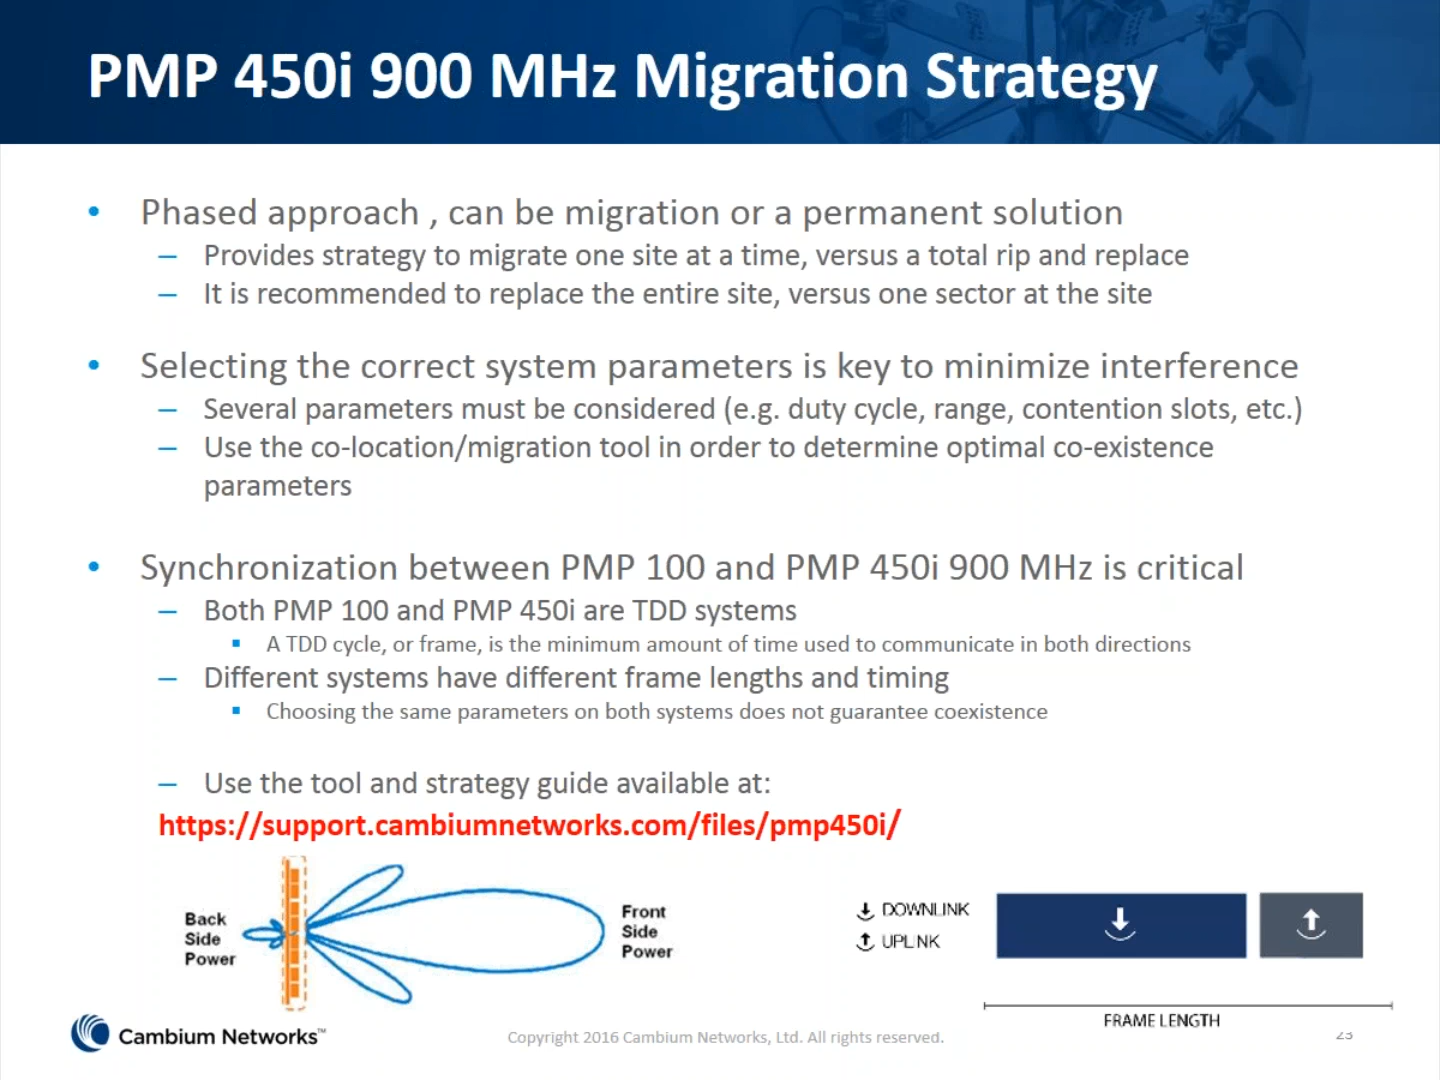 PMP 450i 900 MHz Migration Strategy
• Phased approach , can be migration or a permanent solution
– Provides strategy to migrate one site at a time, versus a total rip and replace
– It is recommended to replace the entire site, versus one sector at the site
• Selecting the correct system parameters is key to minimize interference
– Several parameters must be considered (e.g. duty cycle, range, contention slots, etc.)
– Use the co-location/migration tool in order to determine optimal co-existence
parameters
• Synchronization between PMP 100 and PMP 450i 900 MHz is critical
– Both PMP 100 and PMP 450i are TDD systems
▪ A TDD cycle, or frame, is the minimum amount of time used to communicate in both directions
– Different systems have different frame lengths and timing
▪ Choosing the same parameters on both systems does not guarantee coexistence
– Use the tool and strategy guide available at:
https://support.cambiumnetworks.com/files/pmp450i/
Back
Side
Power
Front
Side
Power
DOWNLINK
UPLINK
FRAME LENGTH
Cambium Networks™
Copyright 2016 Cambium Networks, Ltd. All rights reserved.